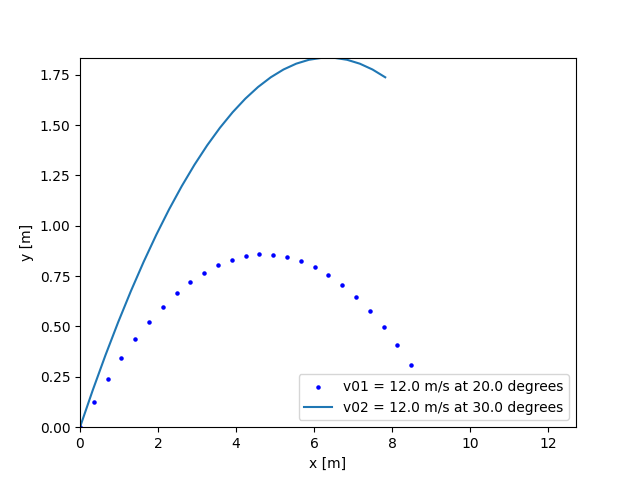 1.75
1.50
1.25
1.00
0.75
0.50
0.25
0.00
y [m]
v01 = 12.0 m/s at 20.0 degrees
v02 = 12.0 m/s at 30.0 degrees
0 2 4 6 8 10 12
x [m]